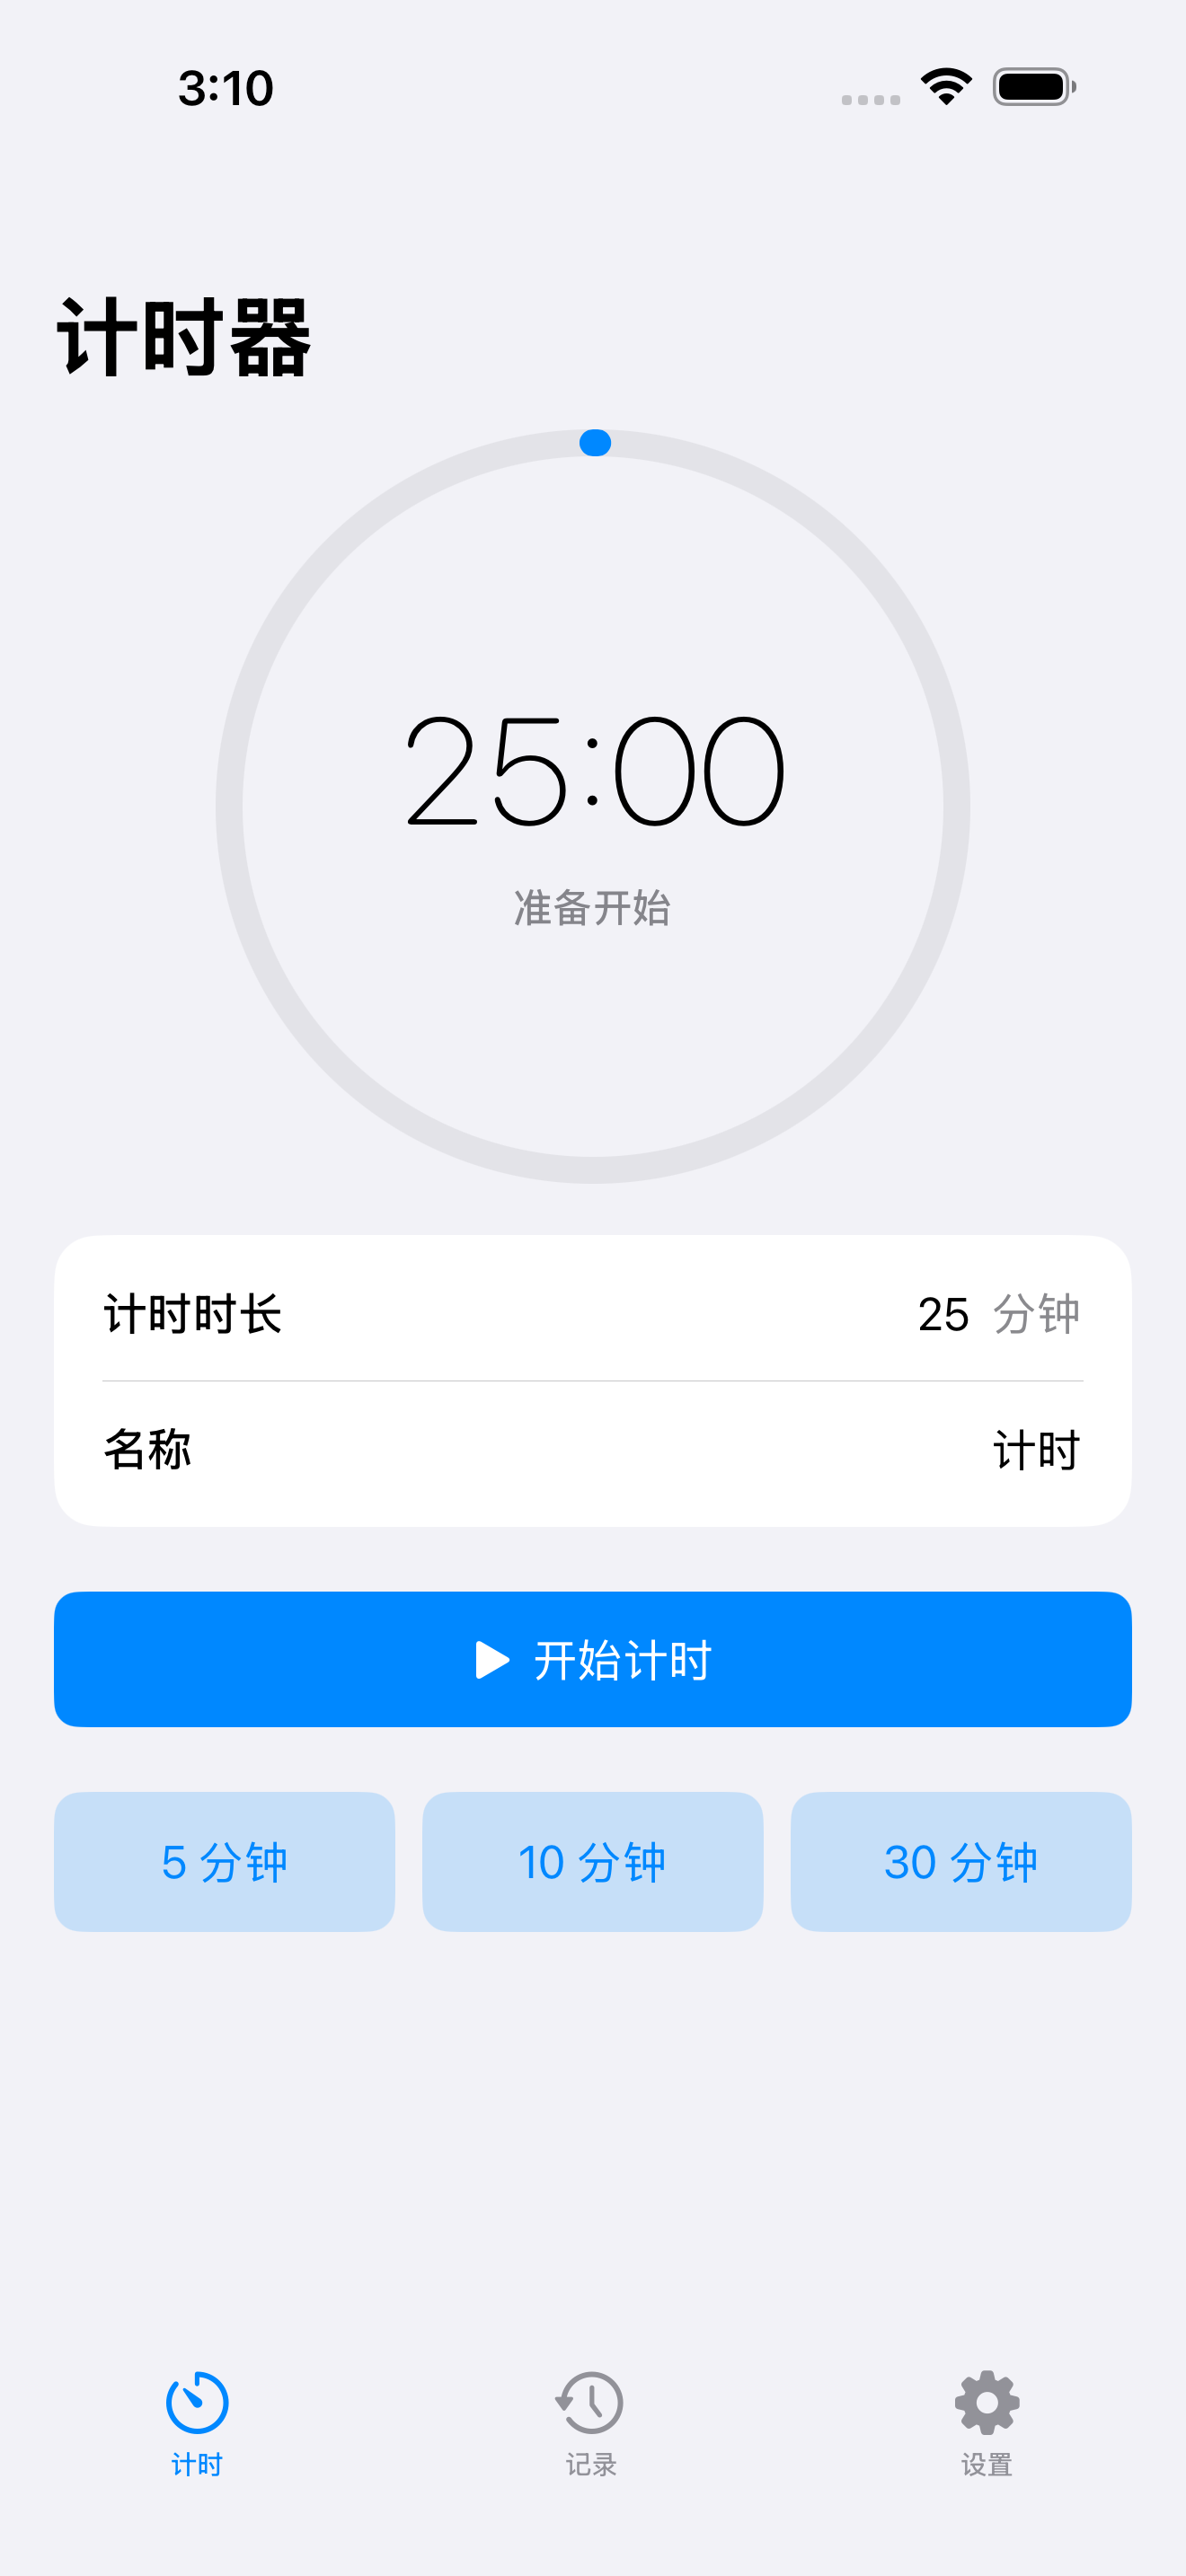 3:10
计时器
25:00
准备开始
计时时长 25 分钟
名称 计时
开始计时
5 分钟 10 分钟 30 分钟
计时 记录 设置